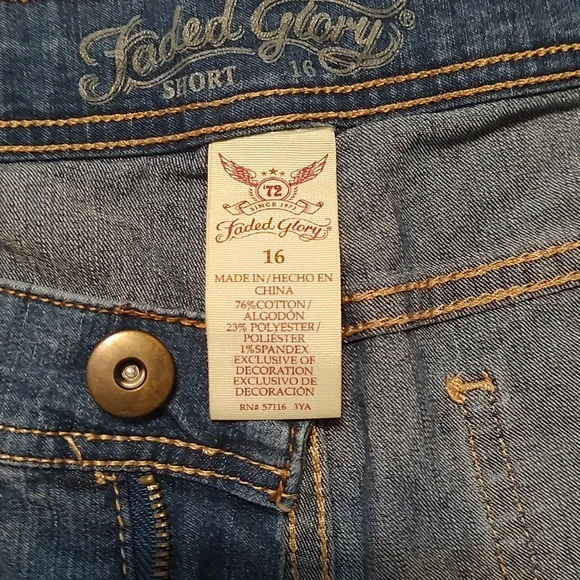 Faded Glory®
SHORT 16
'72
SINCE 1972
Faded Glory®
16
MADE IN/HECHO EN
CHINA
76%COTTON/
ALGODÓN
23% POLYESTER/
POLIÉSTER
1%SPANDEX
EXCLUSIVE OF
DECORATION
EXCLUSIVO DE
DECORACIÓN
RN# 57116 3YA